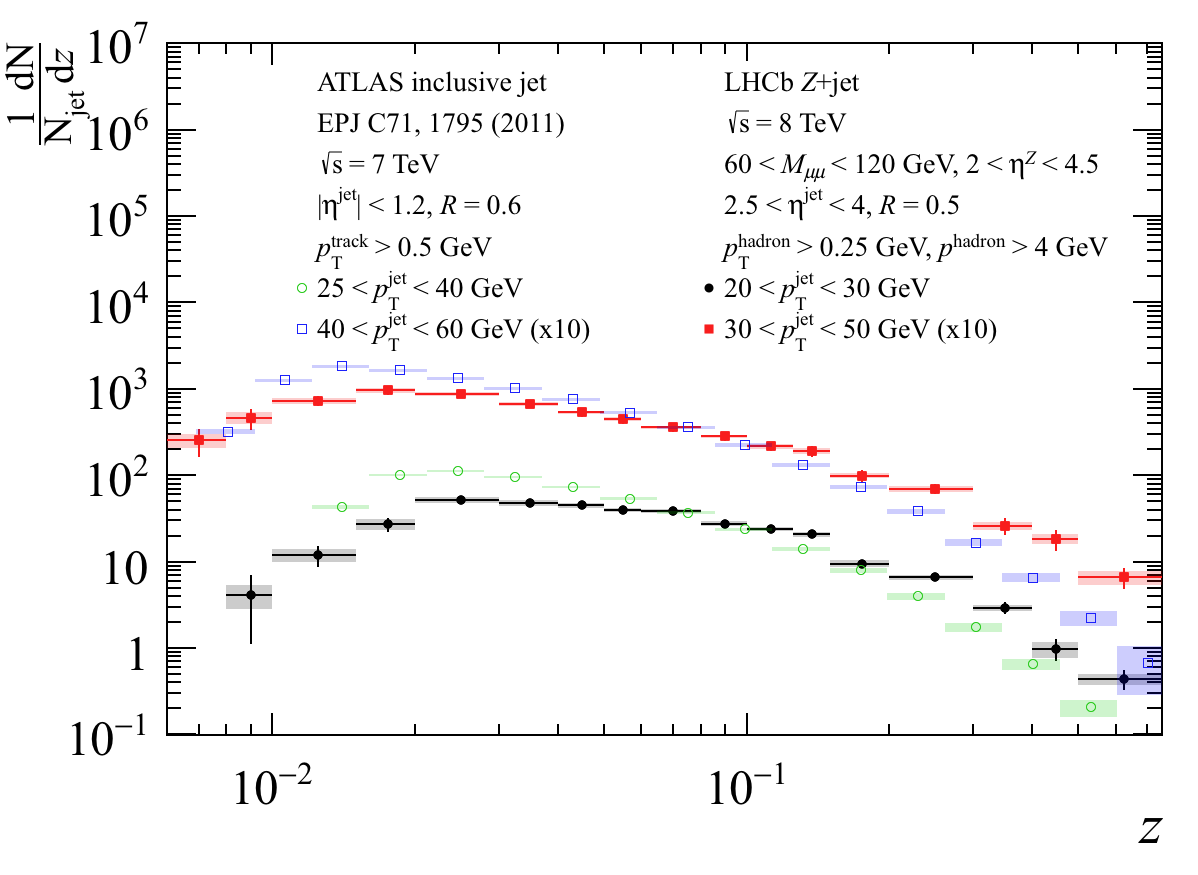 1 dN
N_jet dz
10^7
10^6
10^5
10^4
10^3
10^2
10
1
10^−1
ATLAS inclusive jet
EPJ C71, 1795 (2011)
√s = 7 TeV
|η^jet| < 1.2, R = 0.6
p_T^track > 0.5 GeV
25 < p_T^jet < 40 GeV
40 < p_T^jet < 60 GeV (x10)
LHCb Z+jet
√s = 8 TeV
60 < M_μμ < 120 GeV, 2 < η^Z < 4.5
2.5 < η^jet < 4, R = 0.5
p_T^hadron > 0.25 GeV, p^hadron > 4 GeV
20 < p_T^jet < 30 GeV
30 < p_T^jet < 50 GeV (x10)
10^−2
10^−1
z